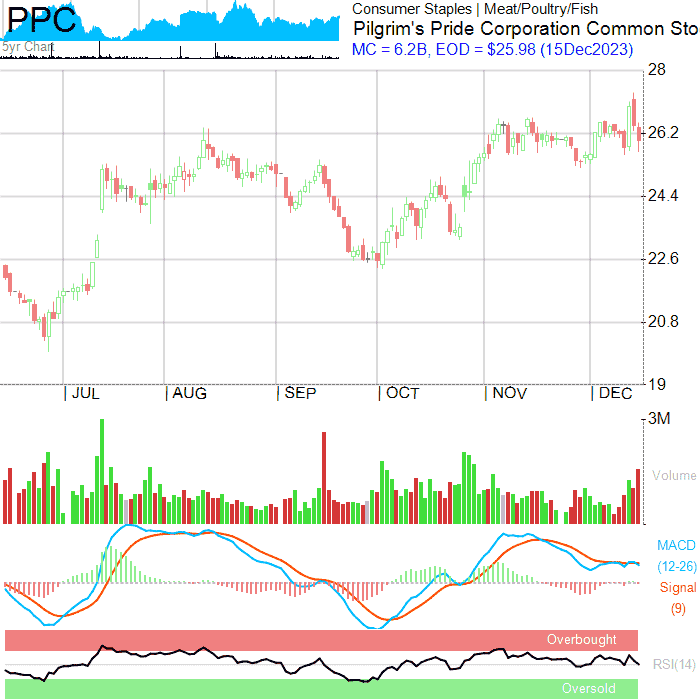 PPC
5yr Chart
Consumer Staples | Meat/Poultry/Fish
Pilgrim's Pride Corporation Common Sto
MC = 6.2B, EOD = $25.98 (15Dec2023)
28
26.2
24.4
22.6
20.8
19
JUL
AUG
SEP
OCT
NOV
DEC
3M
Volume
MACD
(12-26)
Signal
(9)
Overbought
RSI(14)
Oversold